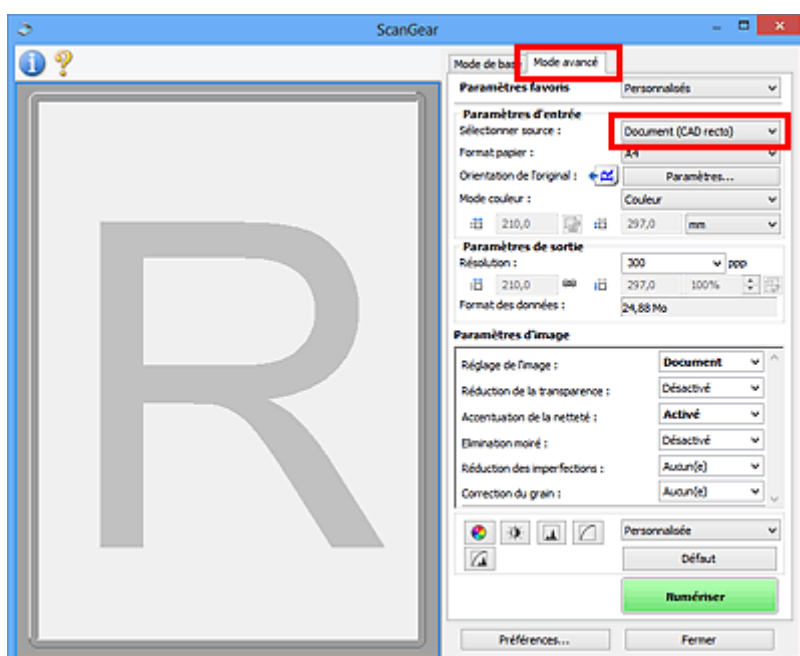 ScanGear
Mode de base Mode avancé
Paramètres favoris Personnalisés
Paramètres d'entrée
Sélectionner source : Document (CAD recto)
Format papier : A4
Orientation de l'original : Paramètres...
Mode couleur : Couleur
210,0 297,0 mm
Paramètres de sortie
Résolution : 300 ppp
210,0 297,0 100%
Format des données : 24,88 Mo
Paramètres d'image
Réglage de l'image : Document
Réduction de la transparence : Désactivé
Accentuation de la netteté : Activé
Elimination moiré : Désactivé
Réduction des imperfections : Aucun(e)
Correction du grain : Aucun(e)
Personnalisée
Défaut
Numériser
Préférences... Fermer
R